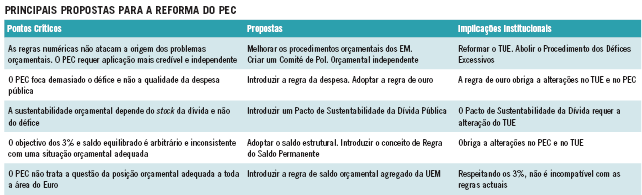 PRINCIPAIS PROPOSTAS PARA A REFORMA DO PEC
Pontos Críticos Propostas Implicações Institucionais
As regras numéricas não atacam a origem dos problemas Melhorar os procedimentos orçamentais dos EM. Reformar o TUE. Abolir o Procedimento dos Défices
orçamentais. O PEC requer aplicação mais credível e independente Criar um Comité de Pol. Orçamental independente Excessivos
O PEC foca demasiado o défice e não a qualidade da despesa Introduzir a regra da despesa. Adoptar a regra de ouro A regra de ouro obriga a alterações no TUE e no PEC
pública
A sustentabilidade orçamental depende do stock da dívida e não Introduzir um Pacto de Sustentabilidade da Dívida Pública O Pacto de Sustentabilidade da Dívida requer a
do défice alteração do TUE
O objectivo dos 3% e saldo equilibrado é arbitrário e inconsistente Adoptar o saldo estrutural. Introduzir o conceito de Regra Obriga a alterações no PEC e no TUE
com uma situação orçamental adequada do Saldo Permanente
O PEC não trata a questão da posição orçamental adequada a toda Introduzir a regra de saldo orçamental agregado da UEM Respeitando os 3%, não é incompatível com as
a área do Euro regras actuais